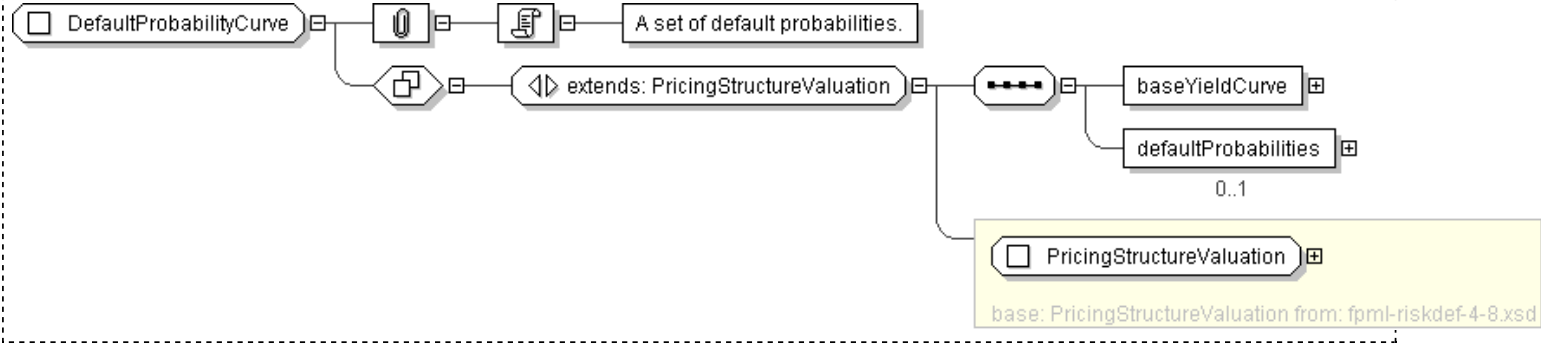 DefaultProbabilityCurve
A set of default probabilities.
extends: PricingStructureValuation
baseYieldCurve
defaultProbabilities
0..1
PricingStructureValuation
base: PricingStructureValuation from: fpml-riskdef-4-8.xsd